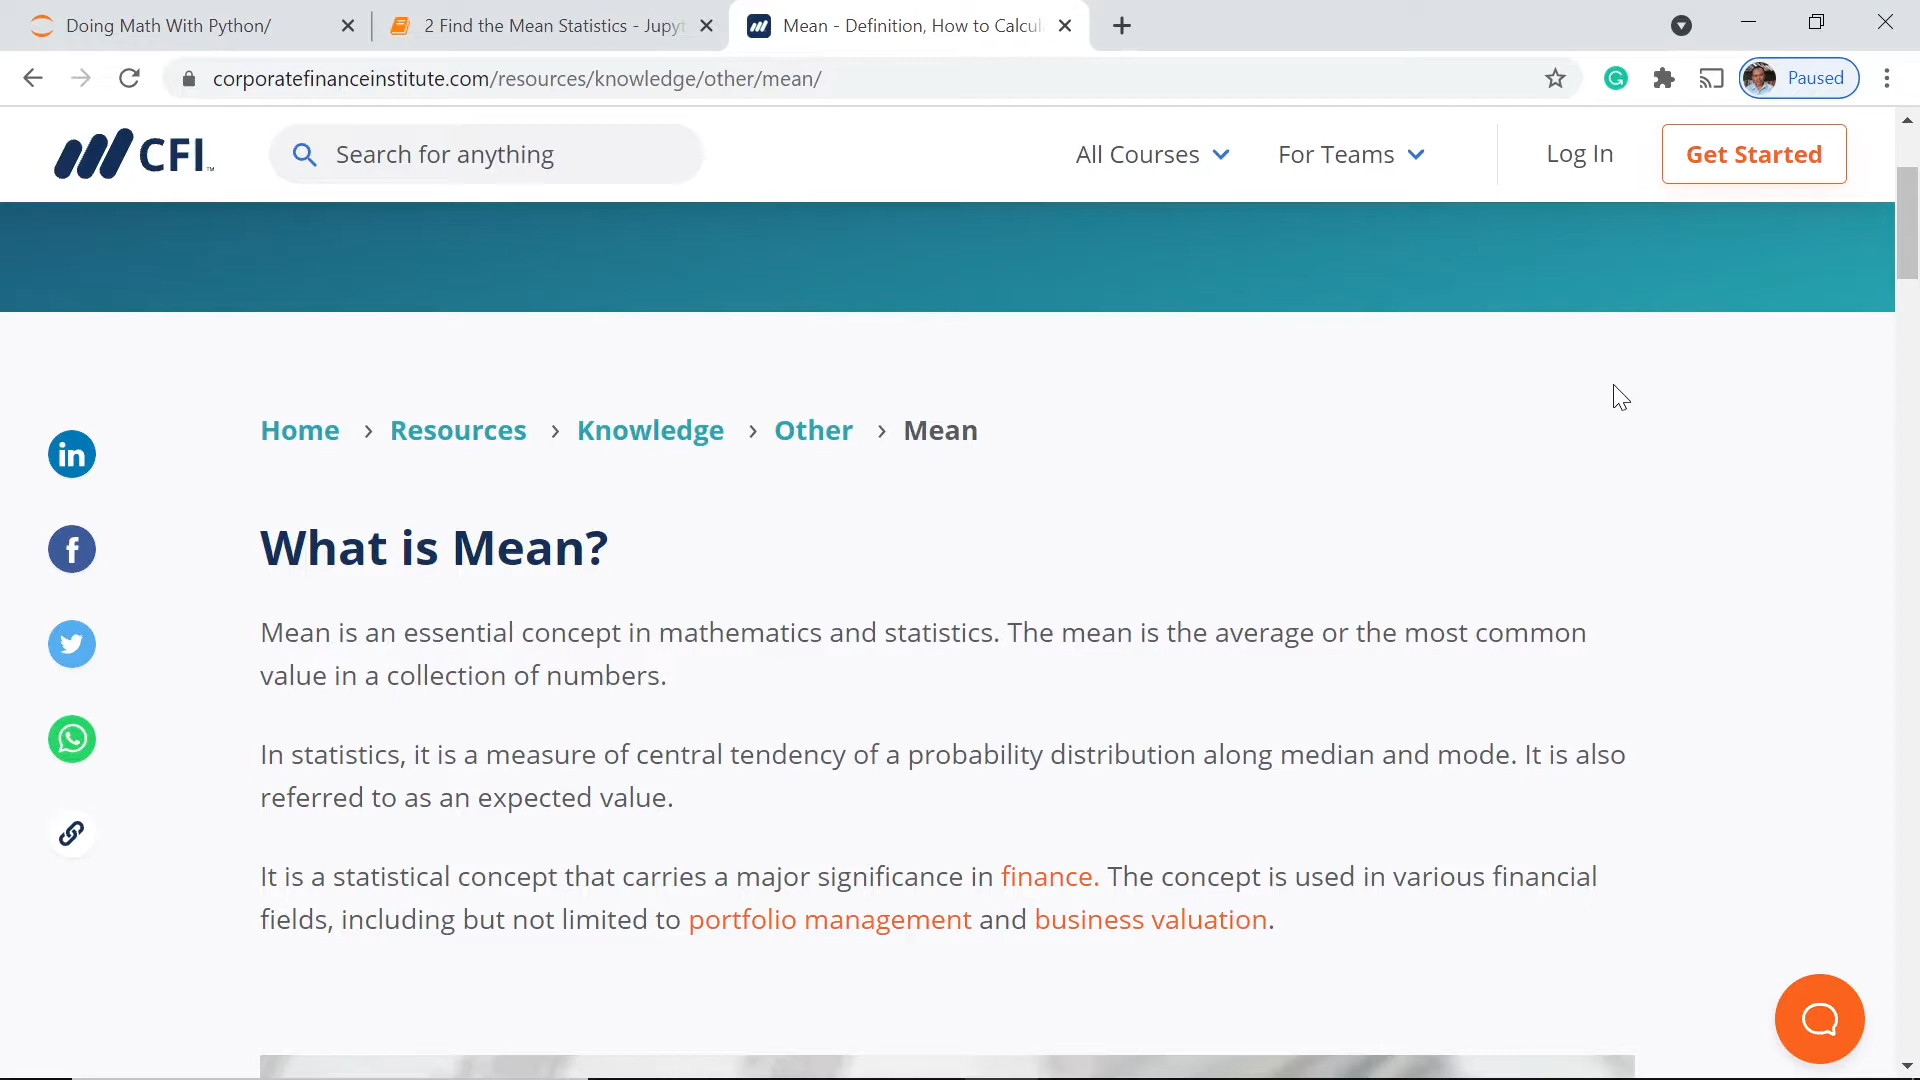 Doing Math With Python/
2 Find the Mean Statistics - Jupyt
Mean - Definition, How to Calcul
corporatefinanceinstitute.com/resources/knowledge/other/mean/
Paused
CFI™
Search for anything
All Courses
For Teams
Log In
Get Started
Home › Resources › Knowledge › Other › Mean
What is Mean?
Mean is an essential concept in mathematics and statistics. The mean is the average or the most common
value in a collection of numbers.
In statistics, it is a measure of central tendency of a probability distribution along median and mode. It is also
referred to as an expected value.
It is a statistical concept that carries a major significance in finance. The concept is used in various financial
fields, including but not limited to portfolio management and business valuation.